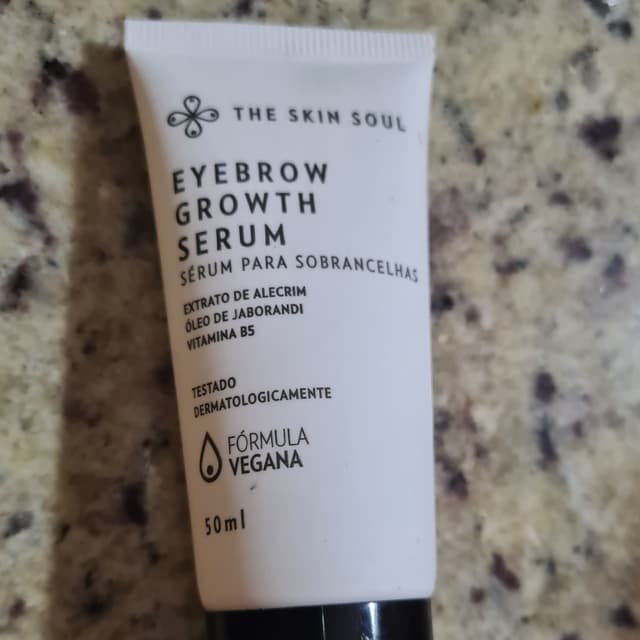 THE SKIN SOUL
EYEBROW
GROWTH
SERUM
SÉRUM PARA SOBRANCELHAS
EXTRATO DE ALECRIM
ÓLEO DE JABORANDI
VITAMINA B5
TESTADO
DERMATOLOGICAMENTE
FÓRMULA
VEGANA
50ml